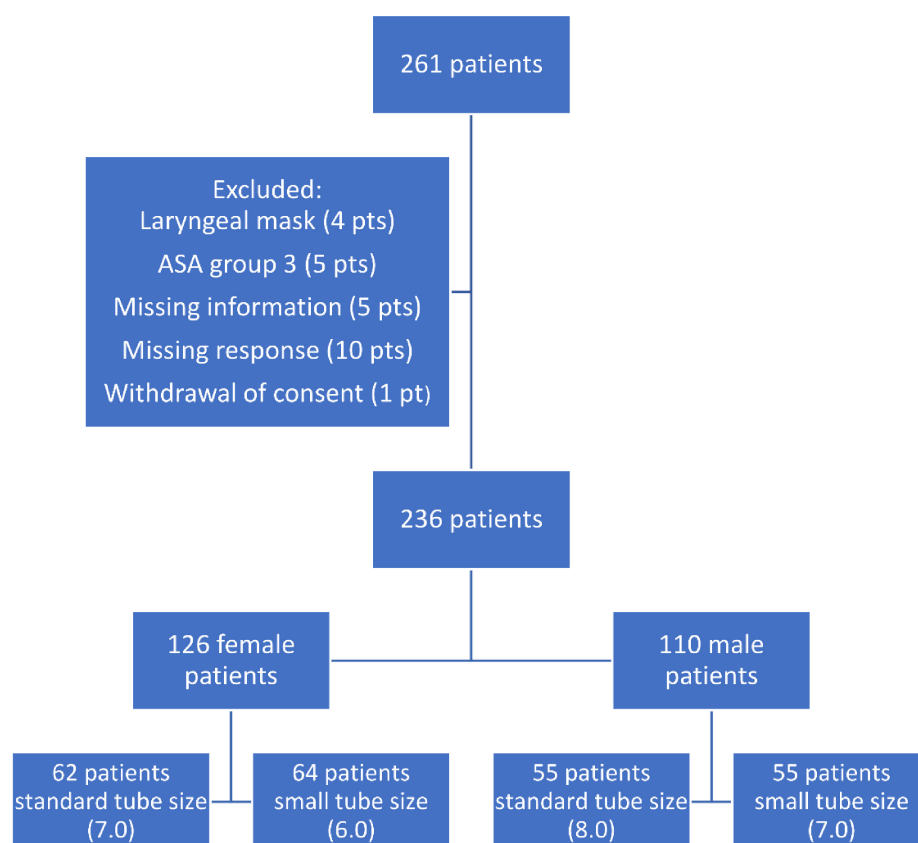 261 patients
Excluded:
Laryngeal mask (4 pts)
ASA group 3 (5 pts)
Missing information (5 pts)
Missing response (10 pts)
Withdrawal of consent (1 pt)
236 patients
126 female
patients
110 male
patients
62 patients
standard tube size
(7.0)
64 patients
small tube size
(6.0)
55 patients
standard tube size
(8.0)
55 patients
small tube size
(7.0)